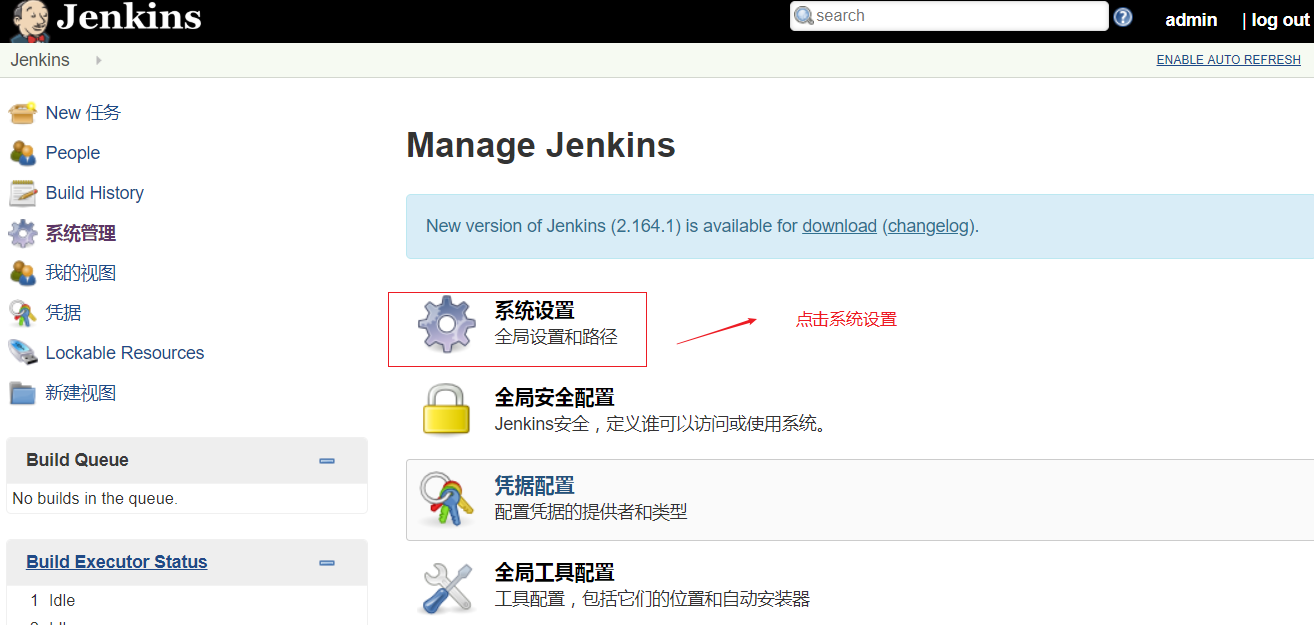 Jenkins
search
admin | log out
Jenkins
ENABLE AUTO REFRESH
New 任务
People
Build History
系统管理
我的视图
凭据
Lockable Resources
新建视图
Build Queue
No builds in the queue.
Build Executor Status
1 Idle
Manage Jenkins
New version of Jenkins (2.164.1) is available for download (changelog).
系统设置
全局设置和路径
点击系统设置
全局安全配置
Jenkins安全，定义谁可以访问或使用系统。
凭据配置
配置凭据的提供者和类型
全局工具配置
工具配置，包括它们的位置和自动安装器